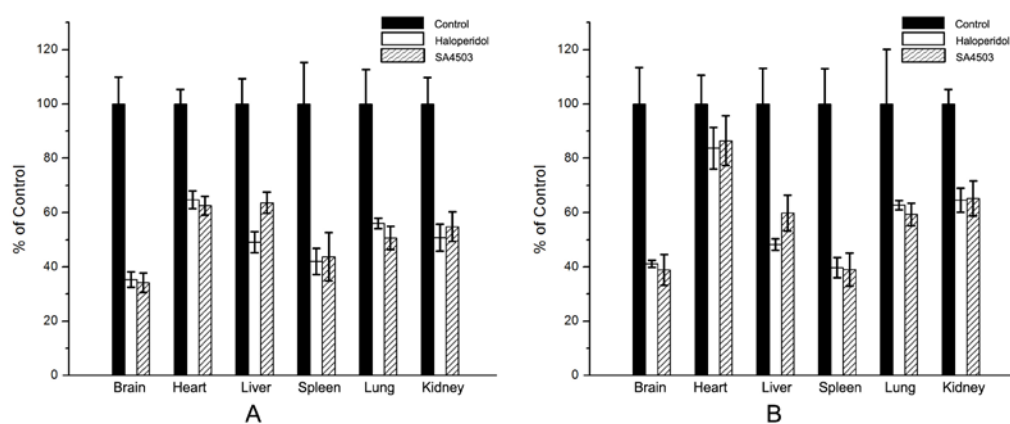 Control
Haloperidol
SA4503
% of Control
120
100
80
60
40
20
0
Brain Heart Liver Spleen Lung Kidney
A
Control
Haloperidol
SA4503
% of Control
120
100
80
60
40
20
0
Brain Heart Liver Spleen Lung Kidney
B